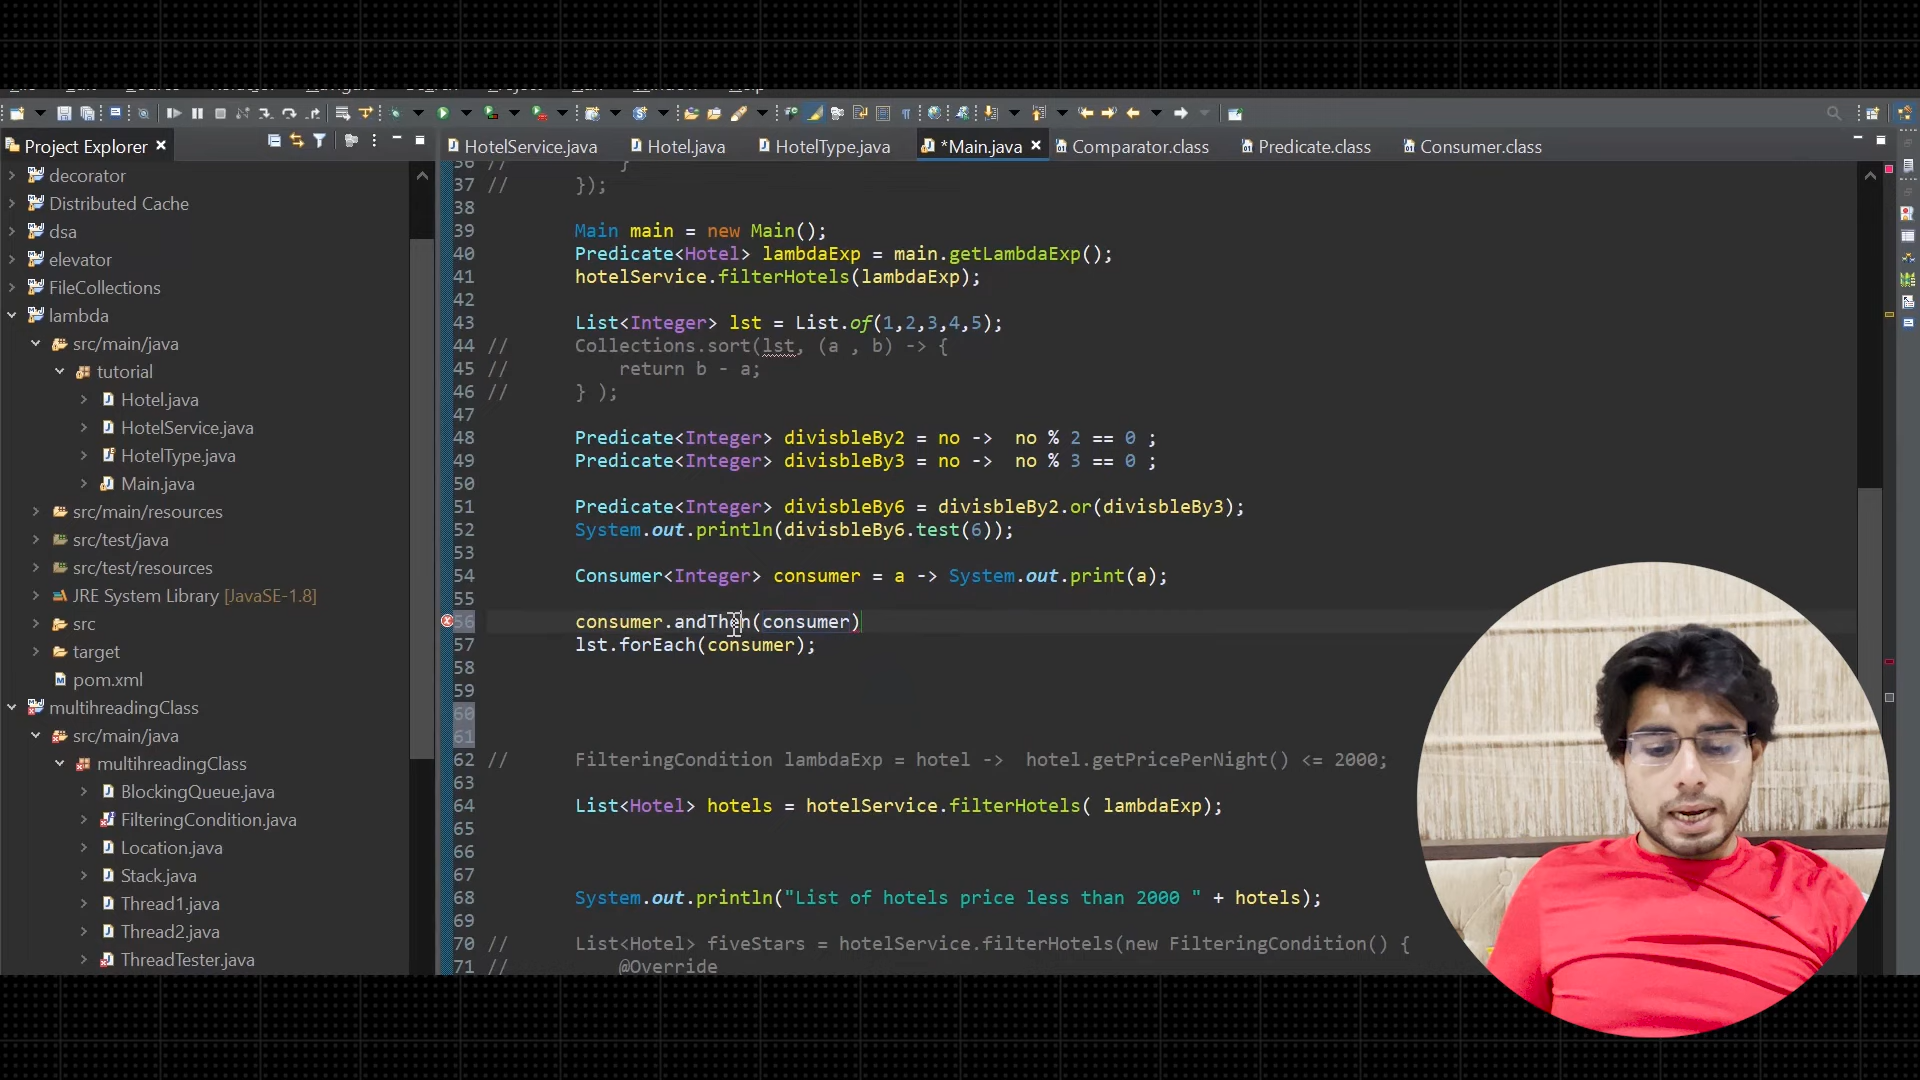 Project Explorer
HotelService.java
Hotel.java
HotelType.java
*Main.java
Comparator.class
Predicate.class
Consumer.class
decorator
Distributed Cache
dsa
elevator
FileCollections
lambda
src/main/java
tutorial
Hotel.java
HotelService.java
HotelType.java
Main.java
src/main/resources
src/test/java
src/test/resources
JRE System Library [JavaSE-1.8]
src
target
pom.xml
multihreadingClass
src/main/java
multihreadingClass
BlockingQueue.java
FilteringCondition.java
Location.java
Stack.java
Thread1.java
Thread2.java
ThreadTester.java
36 // }
37 // });
38
39 Main main = new Main();
40 Predicate<Hotel> lambdaExp = main.getLambdaExp();
41 hotelService.filterHotels(lambdaExp);
42
43 List<Integer> lst = List.of(1,2,3,4,5);
44 // Collections.sort(lst, (a , b) -> {
45 // return b - a;
46 // } );
47
48 Predicate<Integer> divisbleBy2 = no -> no % 2 == 0 ;
49 Predicate<Integer> divisbleBy3 = no -> no % 3 == 0 ;
50
51 Predicate<Integer> divisbleBy6 = divisbleBy2.or(divisbleBy3);
52 System.out.println(divisbleBy6.test(6));
53
54 Consumer<Integer> consumer = a -> System.out.print(a);
55
56 consumer.andThen(consumer)
57 lst.forEach(consumer);
58
59
60
61
62 // FilteringCondition lambdaExp = hotel -> hotel.getPricePerNight() <= 2000;
63
64 List<Hotel> hotels = hotelService.filterHotels( lambdaExp);
65
66
67
68 System.out.println("List of hotels price less than 2000 " + hotels);
69
70 // List<Hotel> fiveStars = hotelService.filterHotels(new FilteringCondition() {
71 // @Override